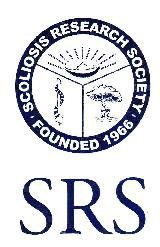 SCOLIOSIS RESEARCH SOCIETY
• FOUNDED 1966 •
SRS